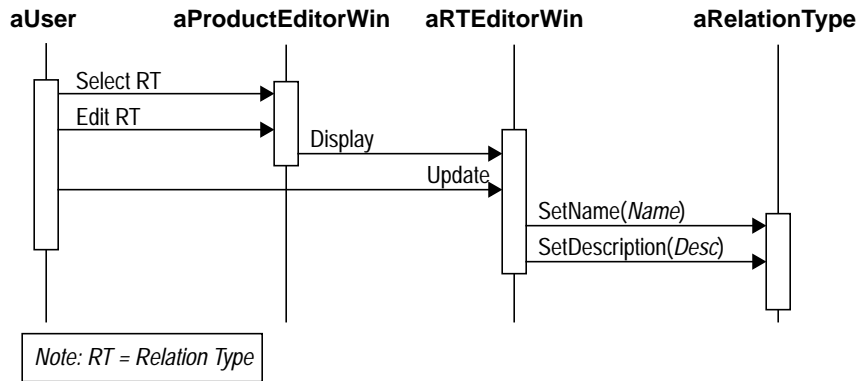 aUser aProductEditorWin aRTEditorWin aRelationType
Select RT
Edit RT
Display
Update
SetName(Name)
SetDescription(Desc)
Note: RT = Relation Type